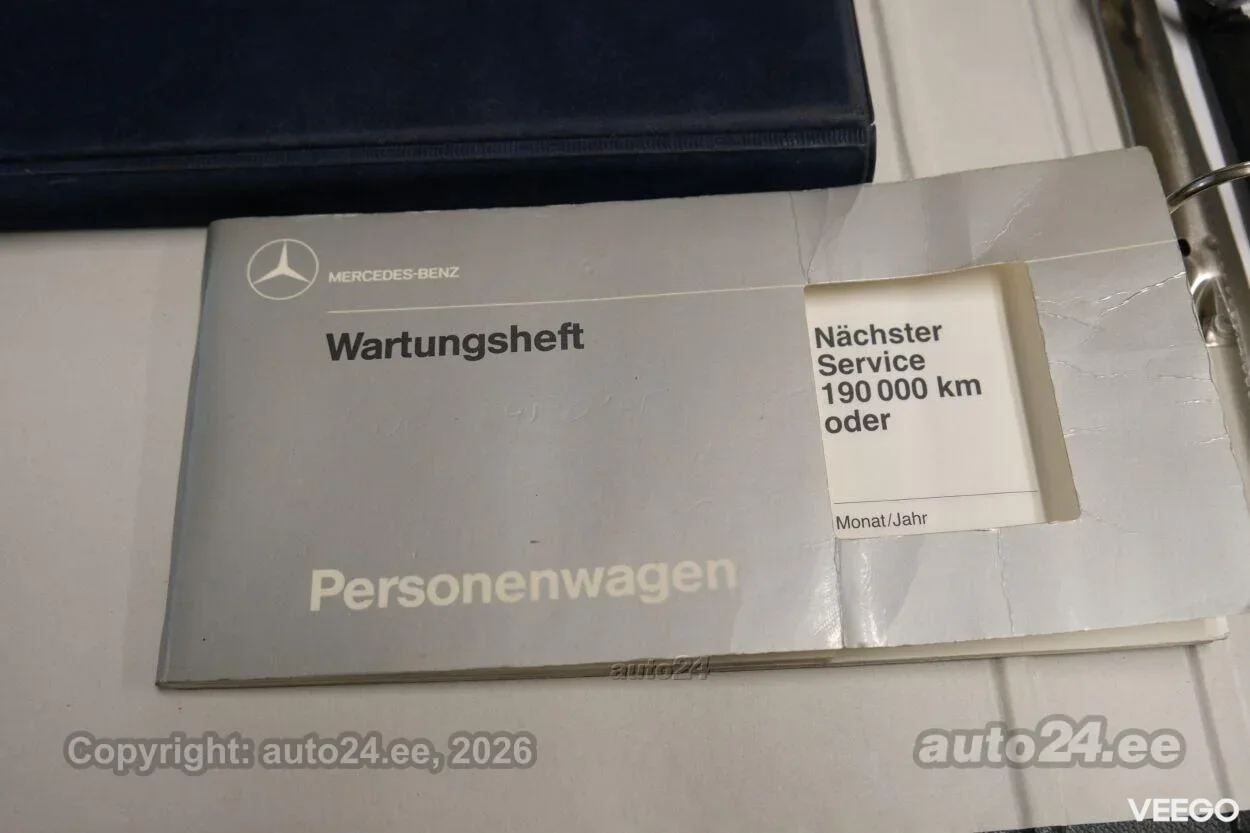 MERCEDES-BENZ
Wartungsheft
Nächster
Service
190 000 km
oder
Monat/Jahr
Personenwagen
auto24
Copyright: auto24.ee, 2026
auto24.ee
VEEGO